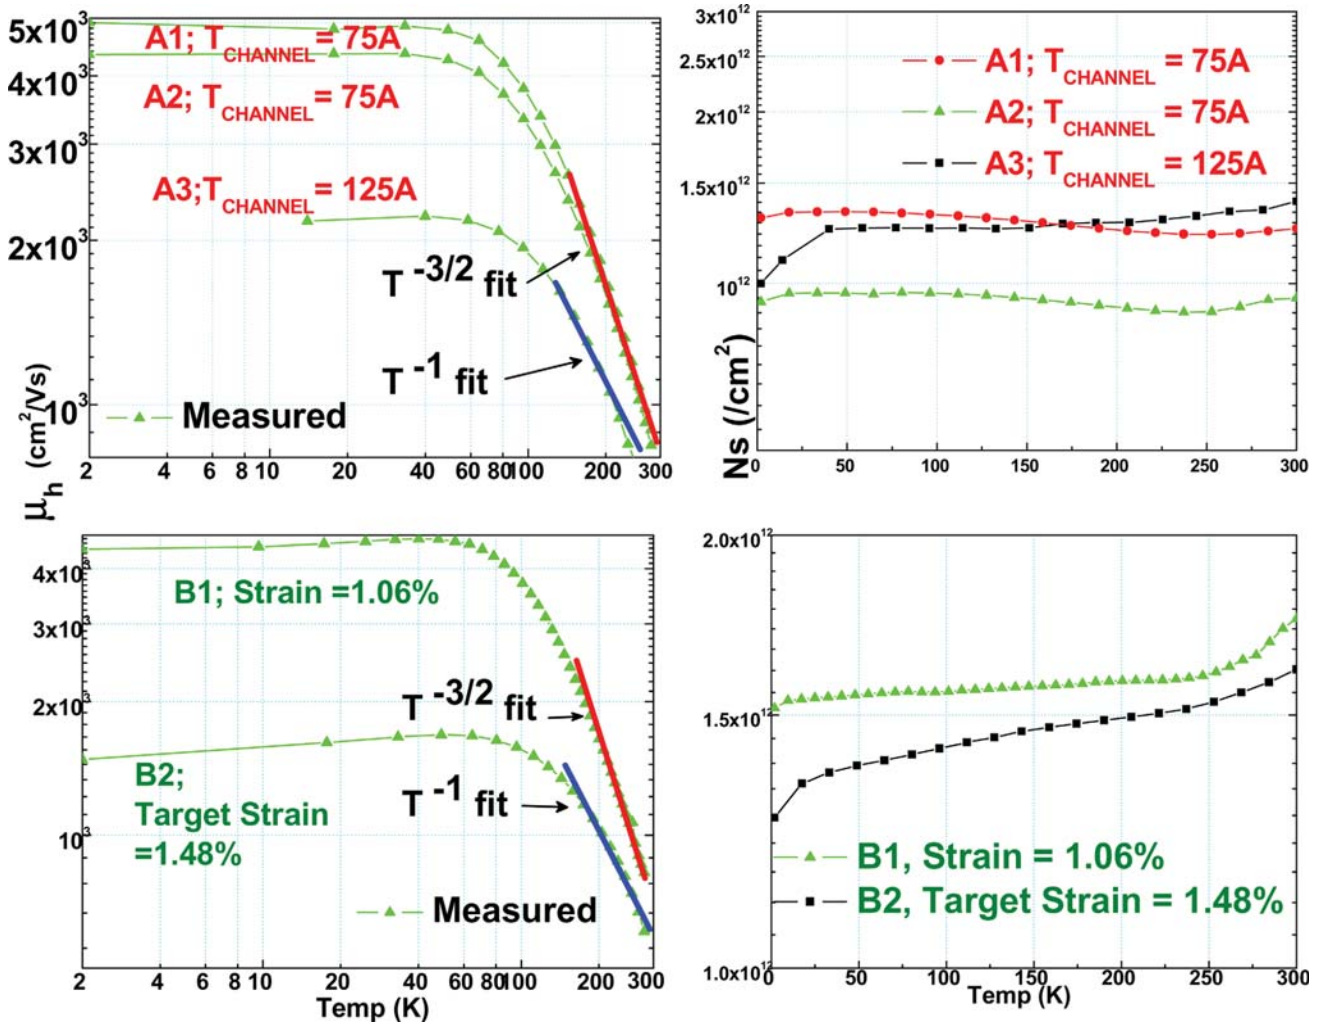 5x10³
4x10³
3x10³
2x10³
10³
μh (cm²/Vs)
A1; TCHANNEL = 75A
A2; TCHANNEL = 75A
A3;TCHANNEL = 125A
T -3/2 fit
T -1 fit
Measured
2 4 6 8 10 20 40 60 80 100 200 300
3x10¹²
2.5x10¹²
2x10¹²
1.5x10¹²
10¹²
Ns (/cm²)
A1; TCHANNEL = 75A
A2; TCHANNEL = 75A
A3; TCHANNEL = 125A
0 50 100 150 200 250 300
4x10³
3x10³
2x10³
10³
B1; Strain =1.06%
T -3/2 fit
B2;
Target Strain
=1.48%
T -1 fit
Measured
2 4 6 8 10 20 40 60 80 100 200 300
Temp (K)
2.0x10¹²
1.5x10¹²
1.0x10¹²
B1, Strain = 1.06%
B2, Target Strain = 1.48%
0 50 100 150 200 250 300
Temp (K)